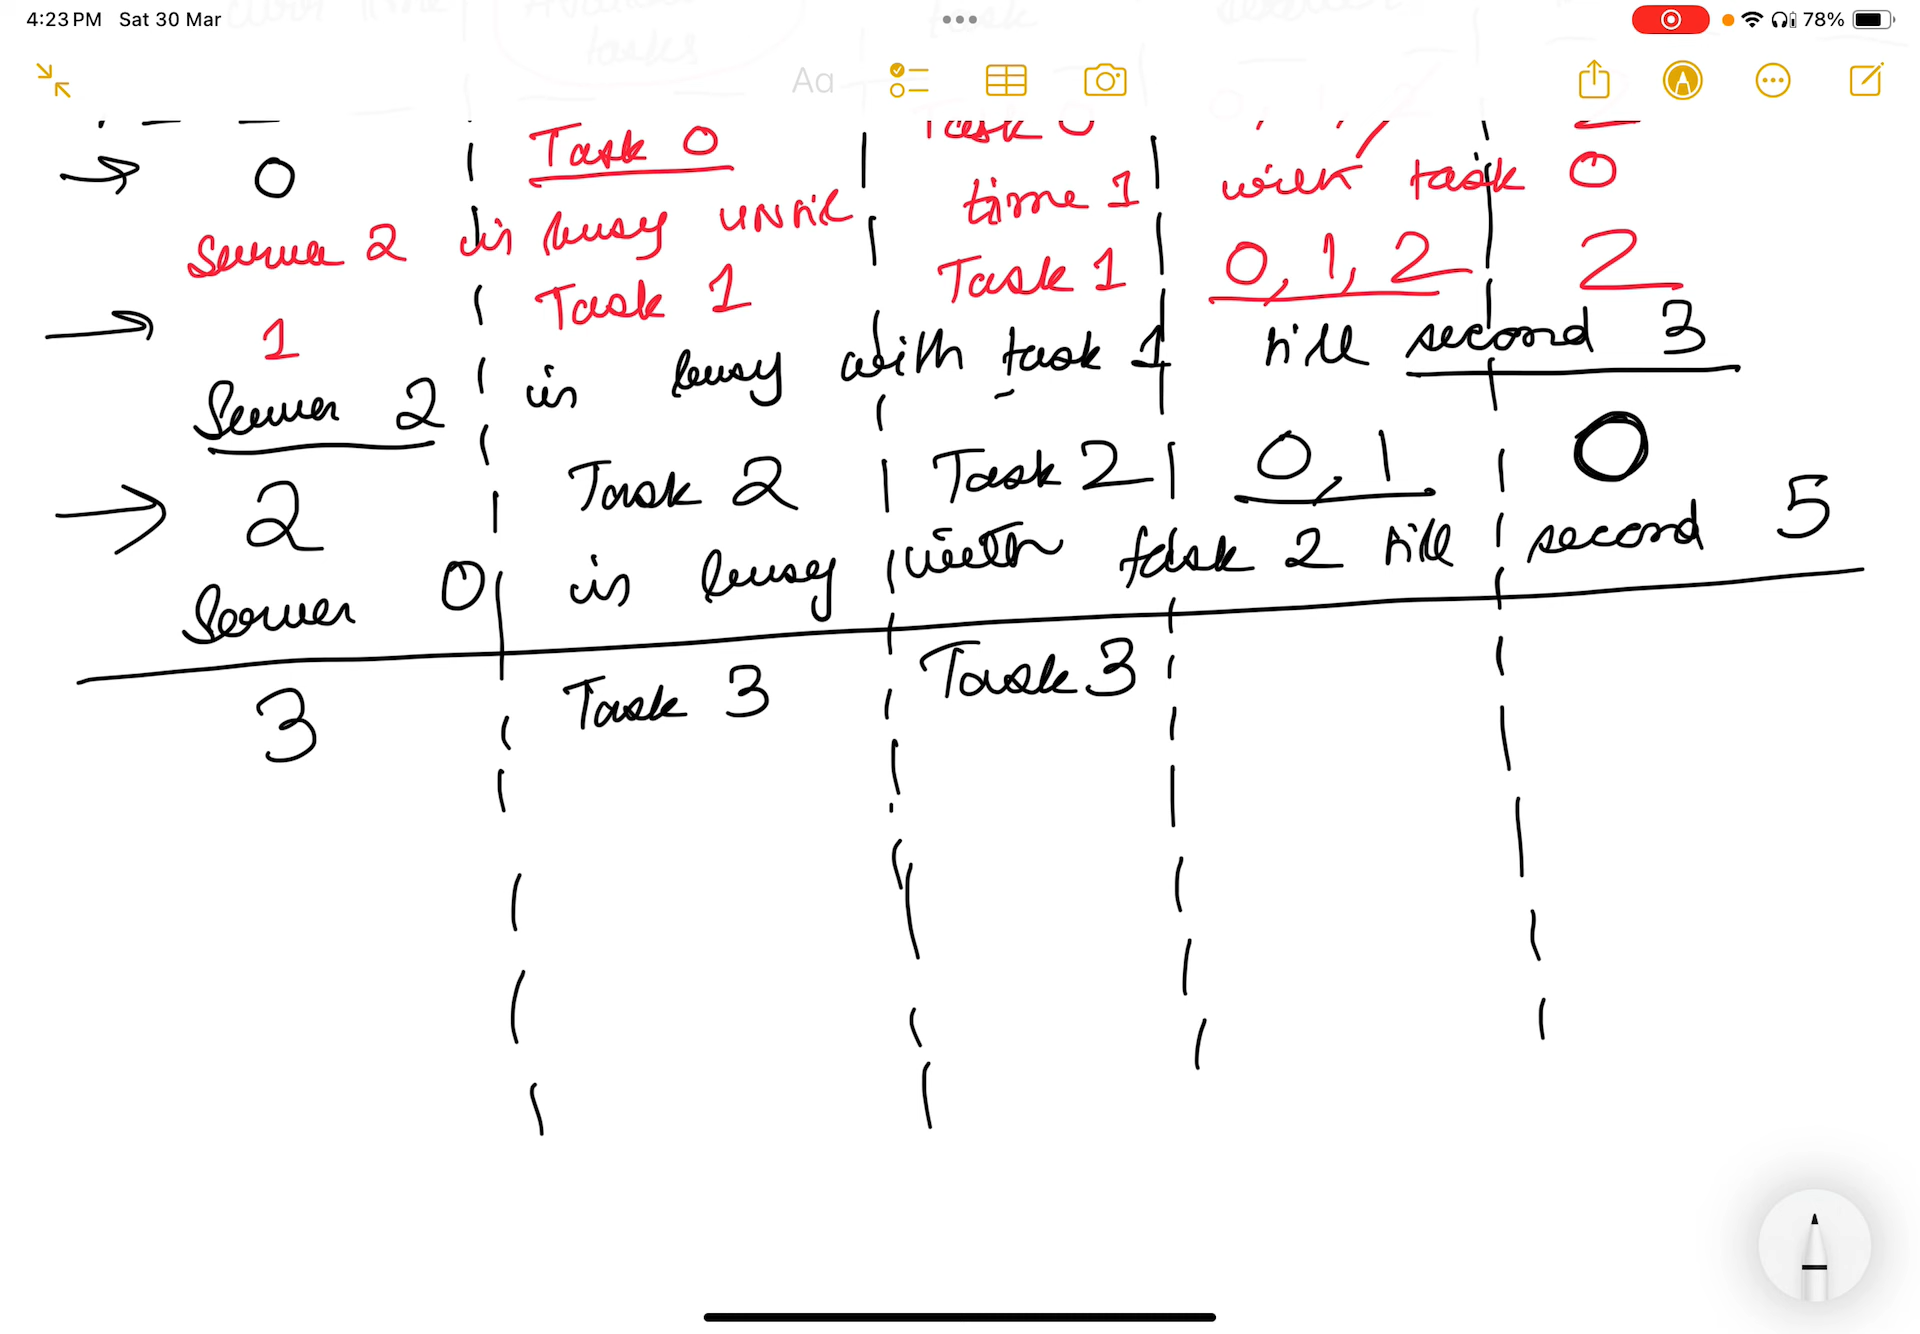 4:23 PM Sat 30 Mar
78%
Aa
Task 0
→ 0 Task 0 time 1 with task 0
Server 2 is busy until
→ 1 Task 1 Task 1 0, 1, 2 2
Server 2 is busy with task 1 till second 3
→ 2 Task 2 Task 2 0, 1 0
Server 0 is busy with task 2 till second 5
3 Task 3 Task 3